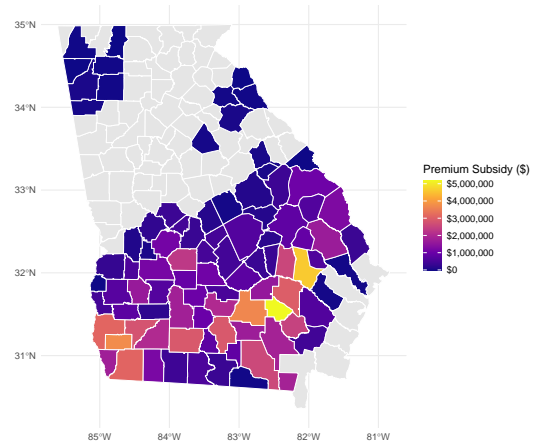 35°N
34°N
33°N
32°N
31°N
85°W 84°W 83°W 82°W 81°W
Premium Subsidy ($)
$5,000,000
$4,000,000
$3,000,000
$2,000,000
$1,000,000
$0